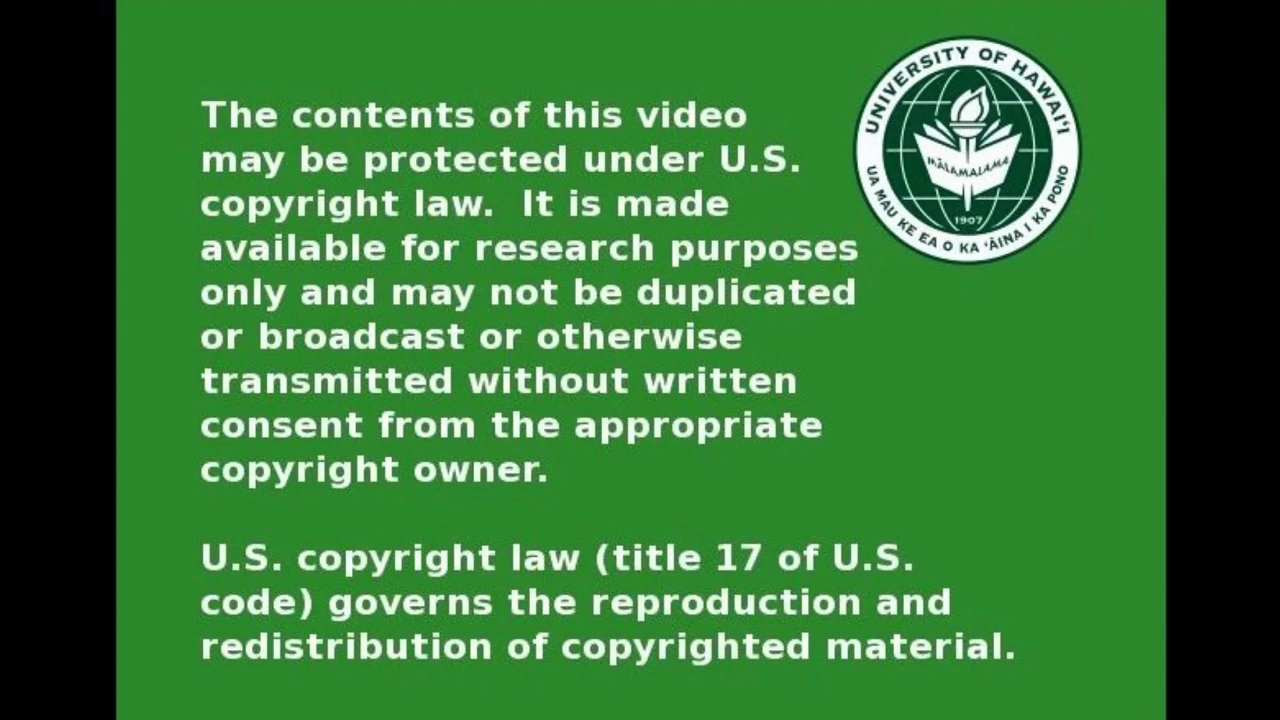 The contents of this video
may be protected under U.S.
copyright law.  It is made
available for research purposes
only and may not be duplicated
or broadcast or otherwise
transmitted without written
consent from the appropriate
copyright owner.
U.S. copyright law (title 17 of U.S.
code) governs the reproduction and
redistribution of copyrighted material.
UNIVERSITY OF HAWAIʻI
MĀLAMALAMA
1907
UA MAU KE EA O KA ʻĀINA I KA PONO